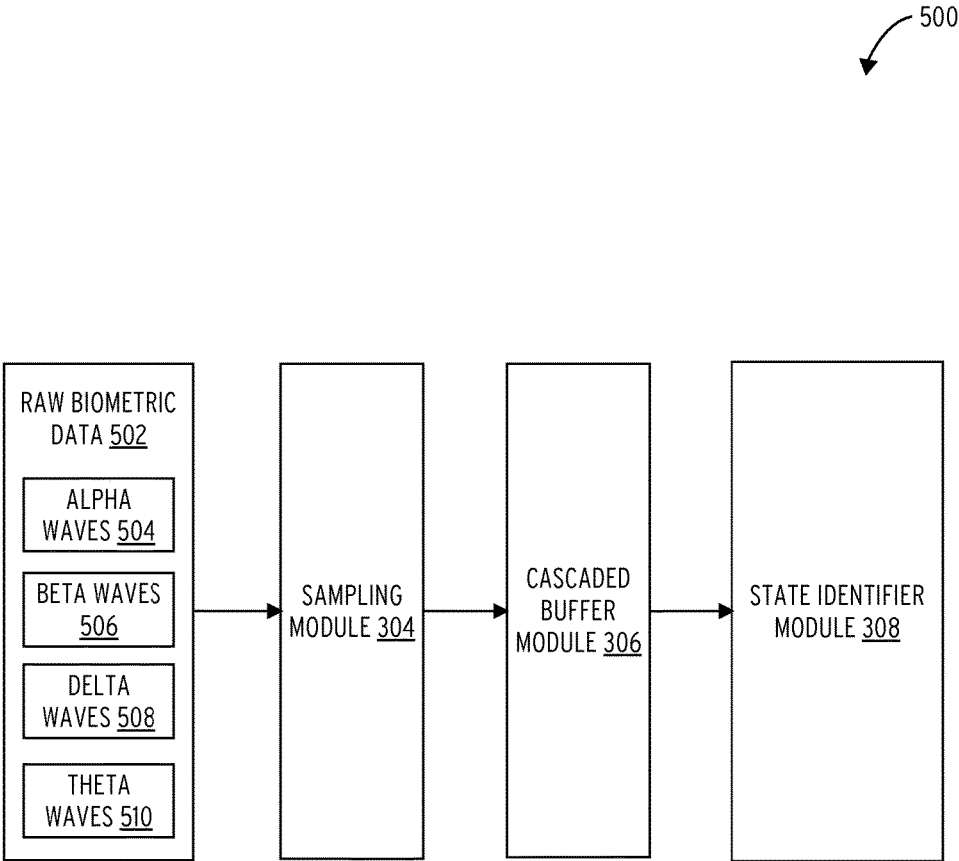 500
RAW BIOMETRIC
DATA 502
ALPHA
WAVES 504
BETA WAVES
506
DELTA
WAVES 508
THETA
WAVES 510
SAMPLING
MODULE 304
CASCADED
BUFFER
MODULE 306
STATE IDENTIFIER
MODULE 308